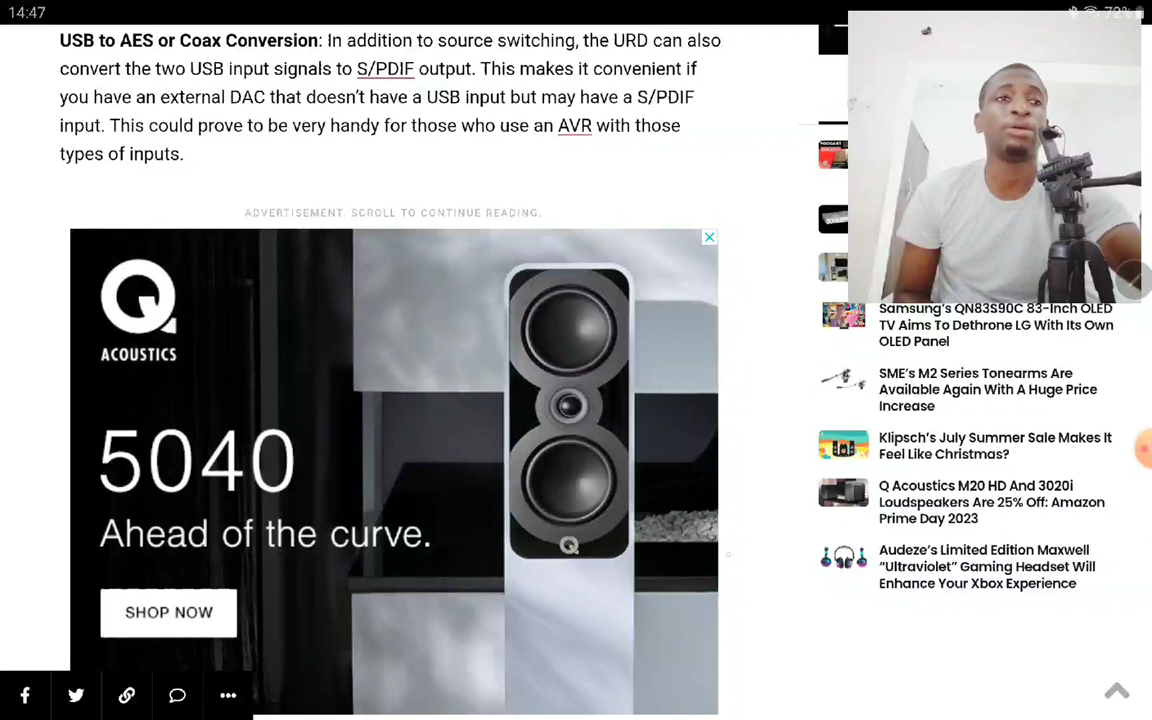 14:47
72%
USB to AES or Coax Conversion: In addition to source switching, the URD can also
convert the two USB input signals to S/PDIF output. This makes it convenient if
you have an external DAC that doesn't have a USB input but may have a S/PDIF
input. This could prove to be very handy for those who use an AVR with those
types of inputs.
ADVERTISEMENT. SCROLL TO CONTINUE READING.
Q
ACOUSTICS
5040
Ahead of the curve.
SHOP NOW
Q
Samsung's QN83S90C 83-Inch OLED
TV Aims To Dethrone LG With Its Own
OLED Panel
SME's M2 Series Tonearms Are
Available Again With A Huge Price
Increase
Klipsch's July Summer Sale Makes It
Feel Like Christmas?
Q Acoustics M20 HD And 3020i
Loudspeakers Are 25% Off: Amazon
Prime Day 2023
Audeze's Limited Edition Maxwell
"Ultraviolet" Gaming Headset Will
Enhance Your Xbox Experience